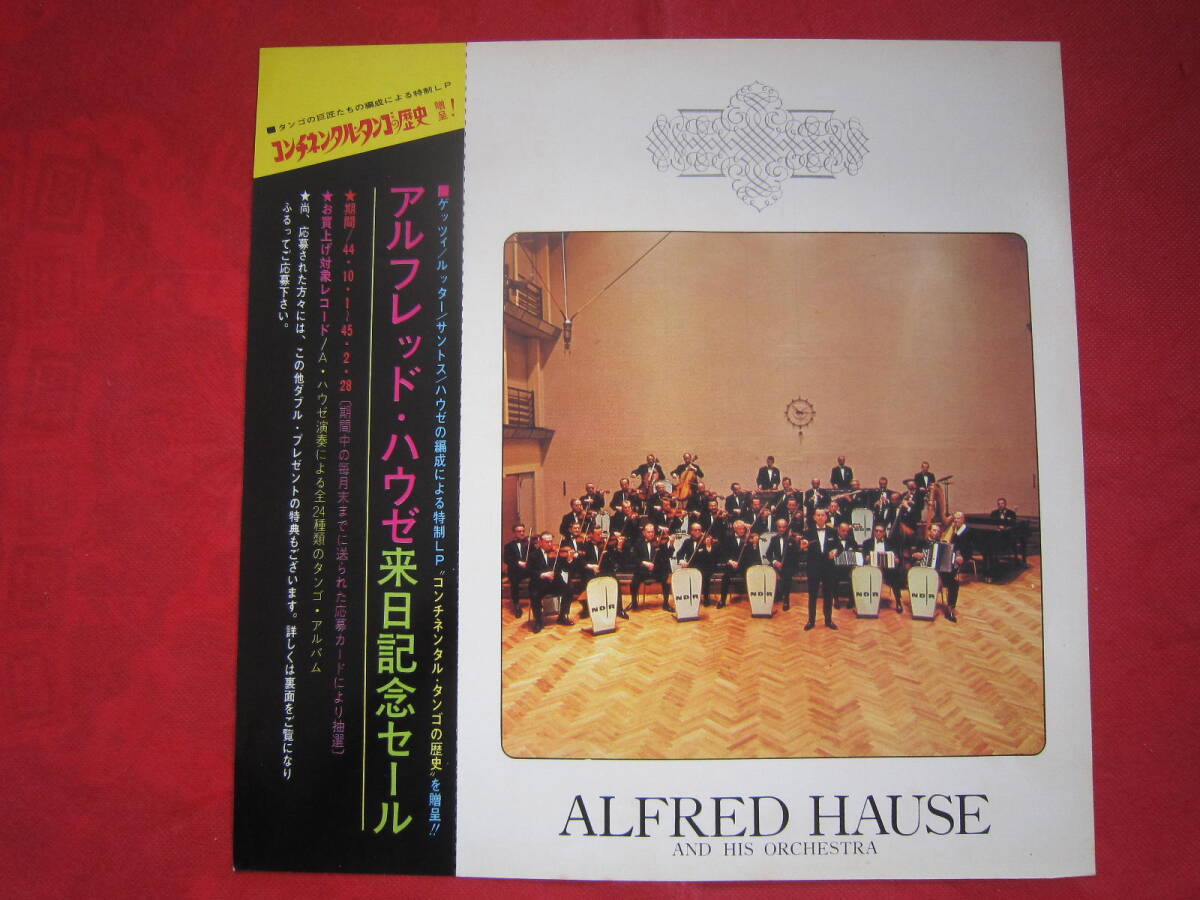 ■タンゴの巨匠たちの編成による特制LP
コンチネンタル・タンゴの歴史 贈呈!
■ゲッツィ/ルッター/サントス/ハウゼの編成による特制LP“コンチネンタル・タンゴの歴史”を贈呈!!
アルフレッド・ハウゼ来日記念セール
★期間/44・10・1〜45・2・28〔期間中の毎月末までに送られた応募カードにより抽選〕
★お買上げ対象レコード/A・ハウゼ演奏による全24種類のタンゴ・アルバム
★尚、応募された方々には、この他ダブル・プレゼントの特典もございます。詳しくは裏面をご覧になり
ふるってご応募下さい。
NDR
NDR
NDR
NDR
NDR
ALFRED HAUSE
AND HIS ORCHESTRA